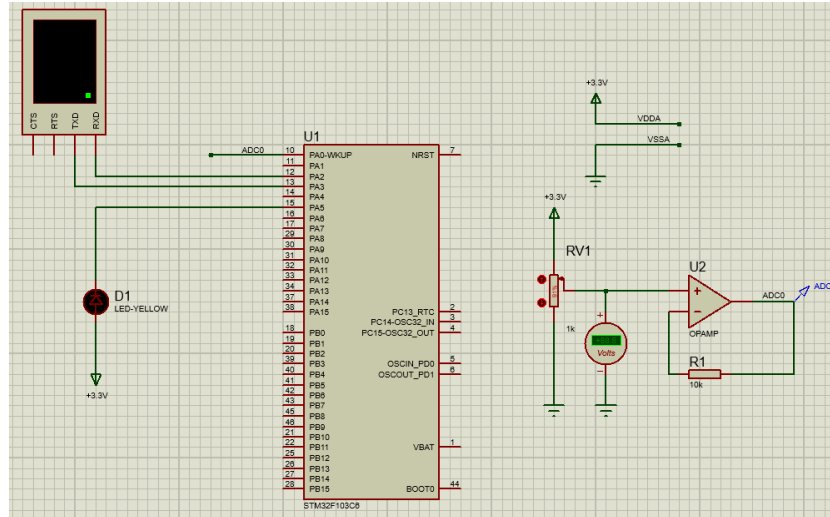 CTS
RTS
TXD
RXD
ADC0
U1
10 PA0-WKUP
11 PA1
12 PA2
13 PA3
14 PA4
15 PA5
16 PA6
17 PA7
29 PA8
30 PA9
31 PA10
32 PA11
33 PA12
34 PA13
37 PA14
38 PA15
18 PB0
19 PB1
20 PB2
39 PB3
40 PB4
41 PB5
42 PB6
43 PB7
45 PB8
46 PB9
21 PB10
22 PB11
25 PB12
26 PB13
27 PB14
28 PB15
NRST 7
PC13_RTC 2
PC14-OSC32_IN 3
PC15-OSC32_OUT 4
OSCIN_PD0 5
OSCOUT_PD1 6
VBAT 1
BOOT0 44
STM32F103C6
D1
LED-YELLOW
+3.3V
+3.3V
VDDA
VSSA
+3.3V
RV1
1k
+
Volts
−
U2
+
−
OPAMP
ADC0
ADC
R1
10k